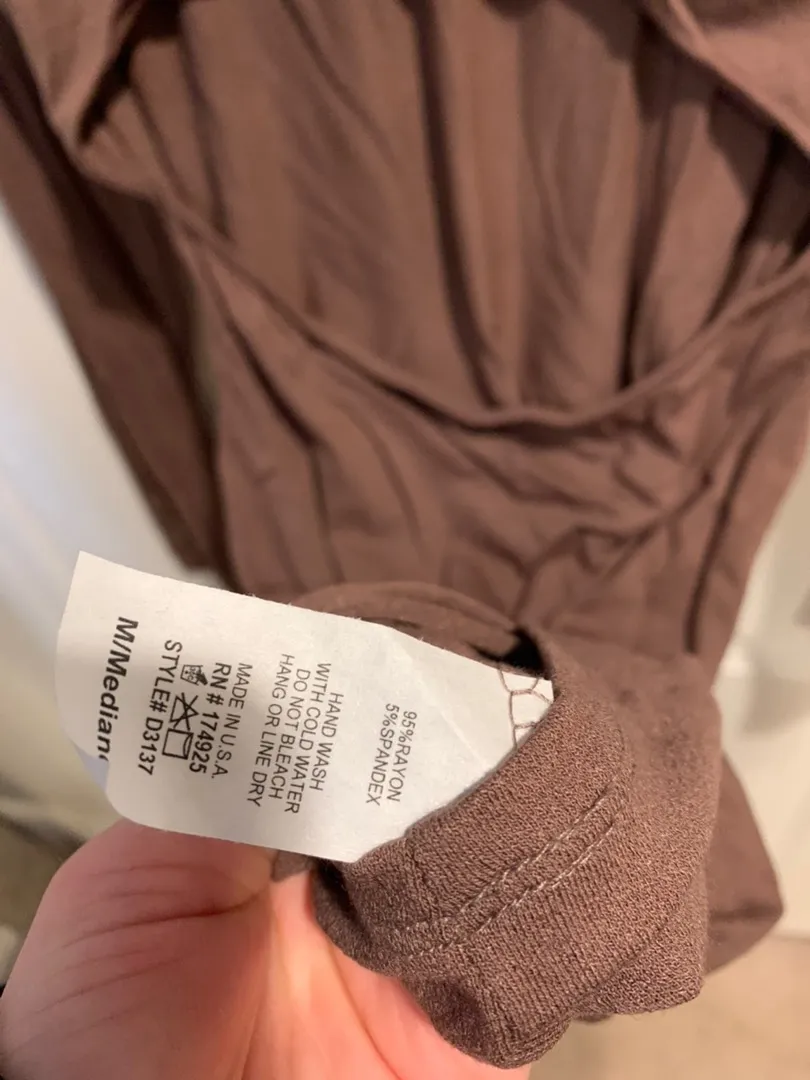 95%RAYON
5%SPANDEX
HAND WASH
WITH COLD WATER
DO NOT BLEACH
HANG OR LINE DRY
MADE IN U.S.A.
RN # 174925
STYLE# D3137
M/Median